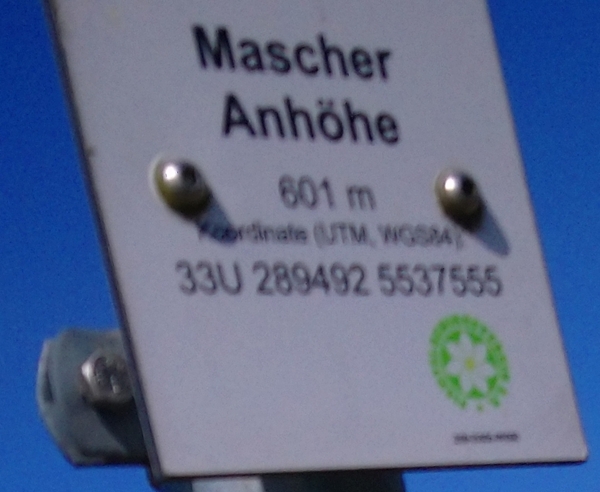 Mascher
Anhöhe
601 m
Koordinate (UTM, WGS84)
33U 289492 5537555